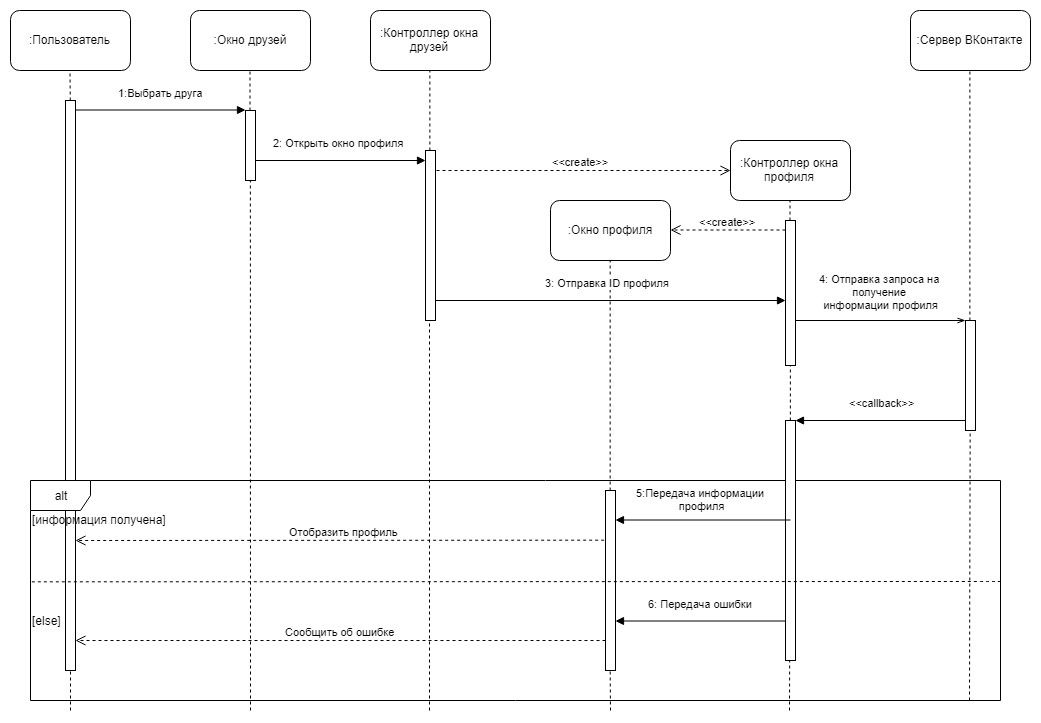 :Пользователь
:Окно друзей
:Контроллер окна
друзей
:Сервер ВКонтакте
1:Выбрать друга
2: Открыть окно профиля
<<create>>
:Контроллер окна
профиля
:Окно профиля
<<create>>
3: Отправка ID профиля
4: Отправка запроса на
получение
информации профиля
<<callback>>
alt
[информация получена]
5:Передача информации
профиля
Отобразить профиль
[else]
6: Передача ошибки
Сообщить об ошибке